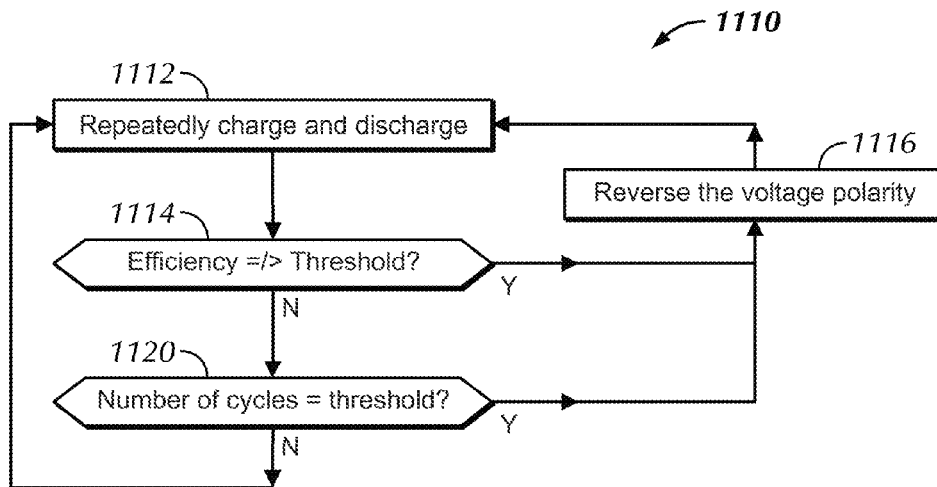 1110
1112
Repeatedly charge and discharge
1116
Reverse the voltage polarity
1114
Efficiency =/> Threshold?
Y
N
1120
Number of cycles = threshold?
Y
N